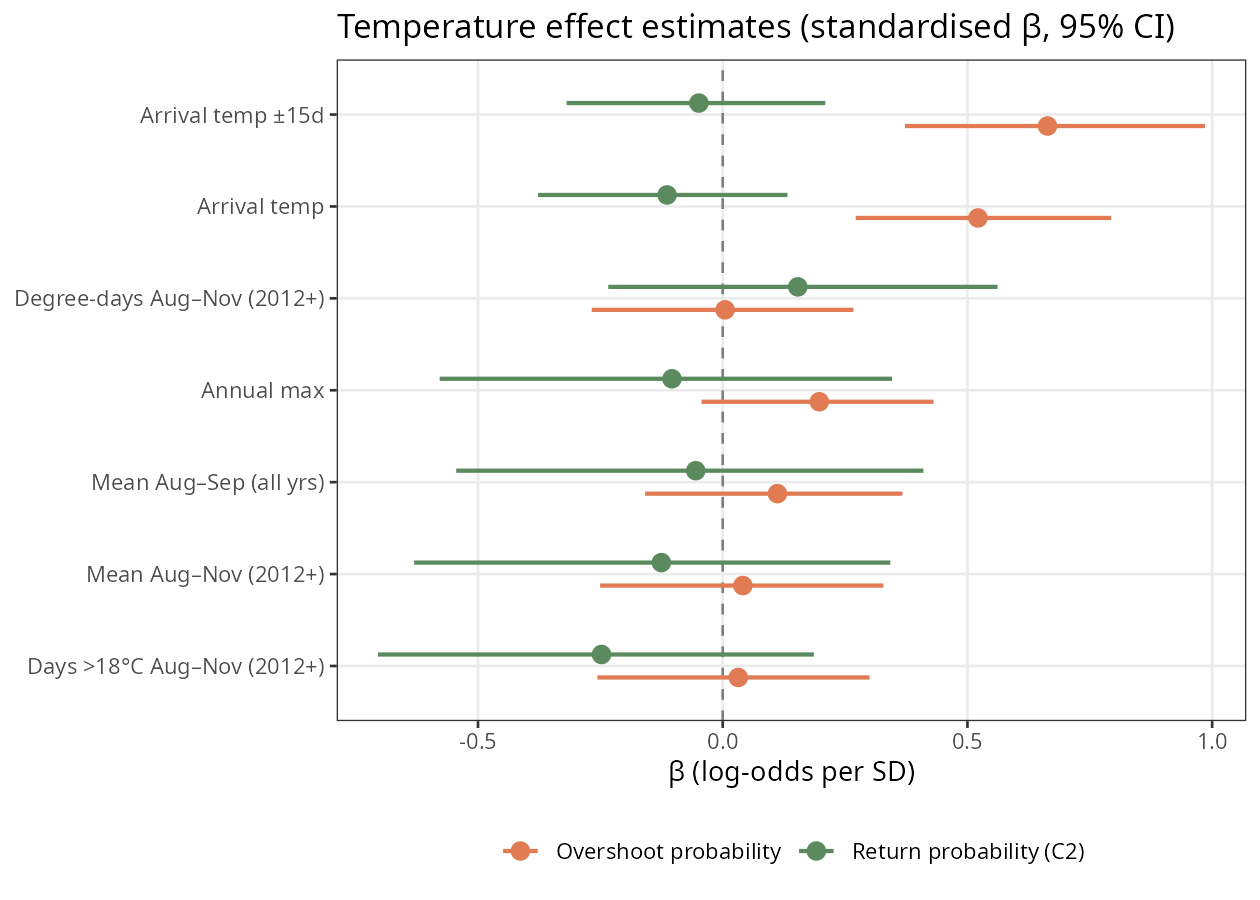 Temperature effect estimates (standardised β, 95% CI)
Arrival temp ±15d
Arrival temp
Degree-days Aug–Nov (2012+)
Annual max
Mean Aug–Sep (all yrs)
Mean Aug–Nov (2012+)
Days >18°C Aug–Nov (2012+)
-0.5 0.0 0.5 1.0
β (log-odds per SD)
Overshoot probability Return probability (C2)